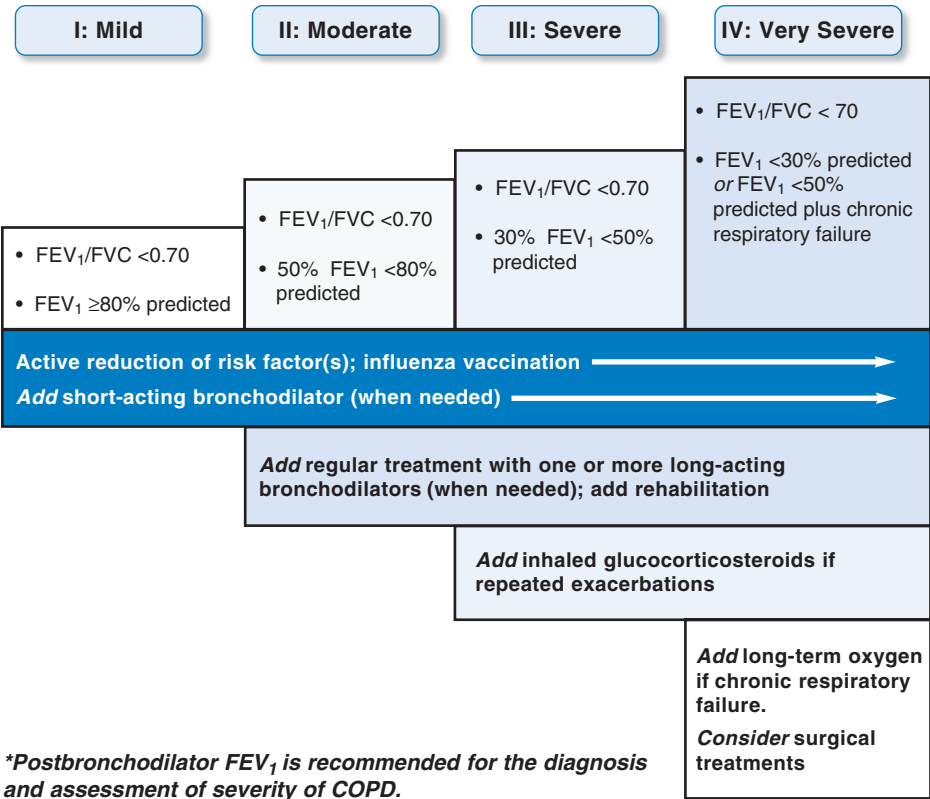 I: Mild
II: Moderate
III: Severe
IV: Very Severe
• FEV₁/FVC <0.70
• FEV₁ ≥80% predicted
• FEV₁/FVC <0.70
• 50% FEV₁ <80%
predicted
• FEV₁/FVC <0.70
• 30% FEV₁ <50%
predicted
• FEV₁/FVC < 70
• FEV₁ <30% predicted
or FEV₁ <50%
predicted plus chronic
respiratory failure
Active reduction of risk factor(s); influenza vaccination
Add short-acting bronchodilator (when needed)
Add regular treatment with one or more long-acting
bronchodilators (when needed); add rehabilitation
Add inhaled glucocorticosteroids if
repeated exacerbations
Add long-term oxygen
if chronic respiratory
failure.
Consider surgical
treatments
*Postbronchodilator FEV₁ is recommended for the diagnosis
and assessment of severity of COPD.